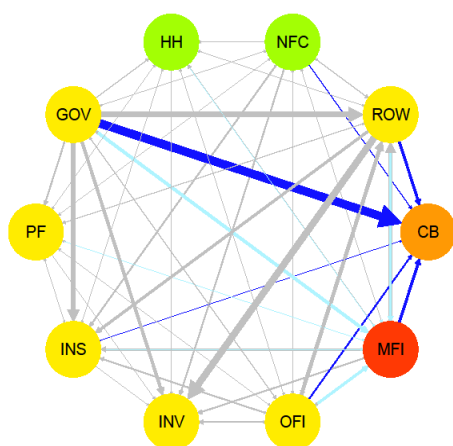 HH NFC
GOV ROW
PF CB
INS MFI
INV OFI